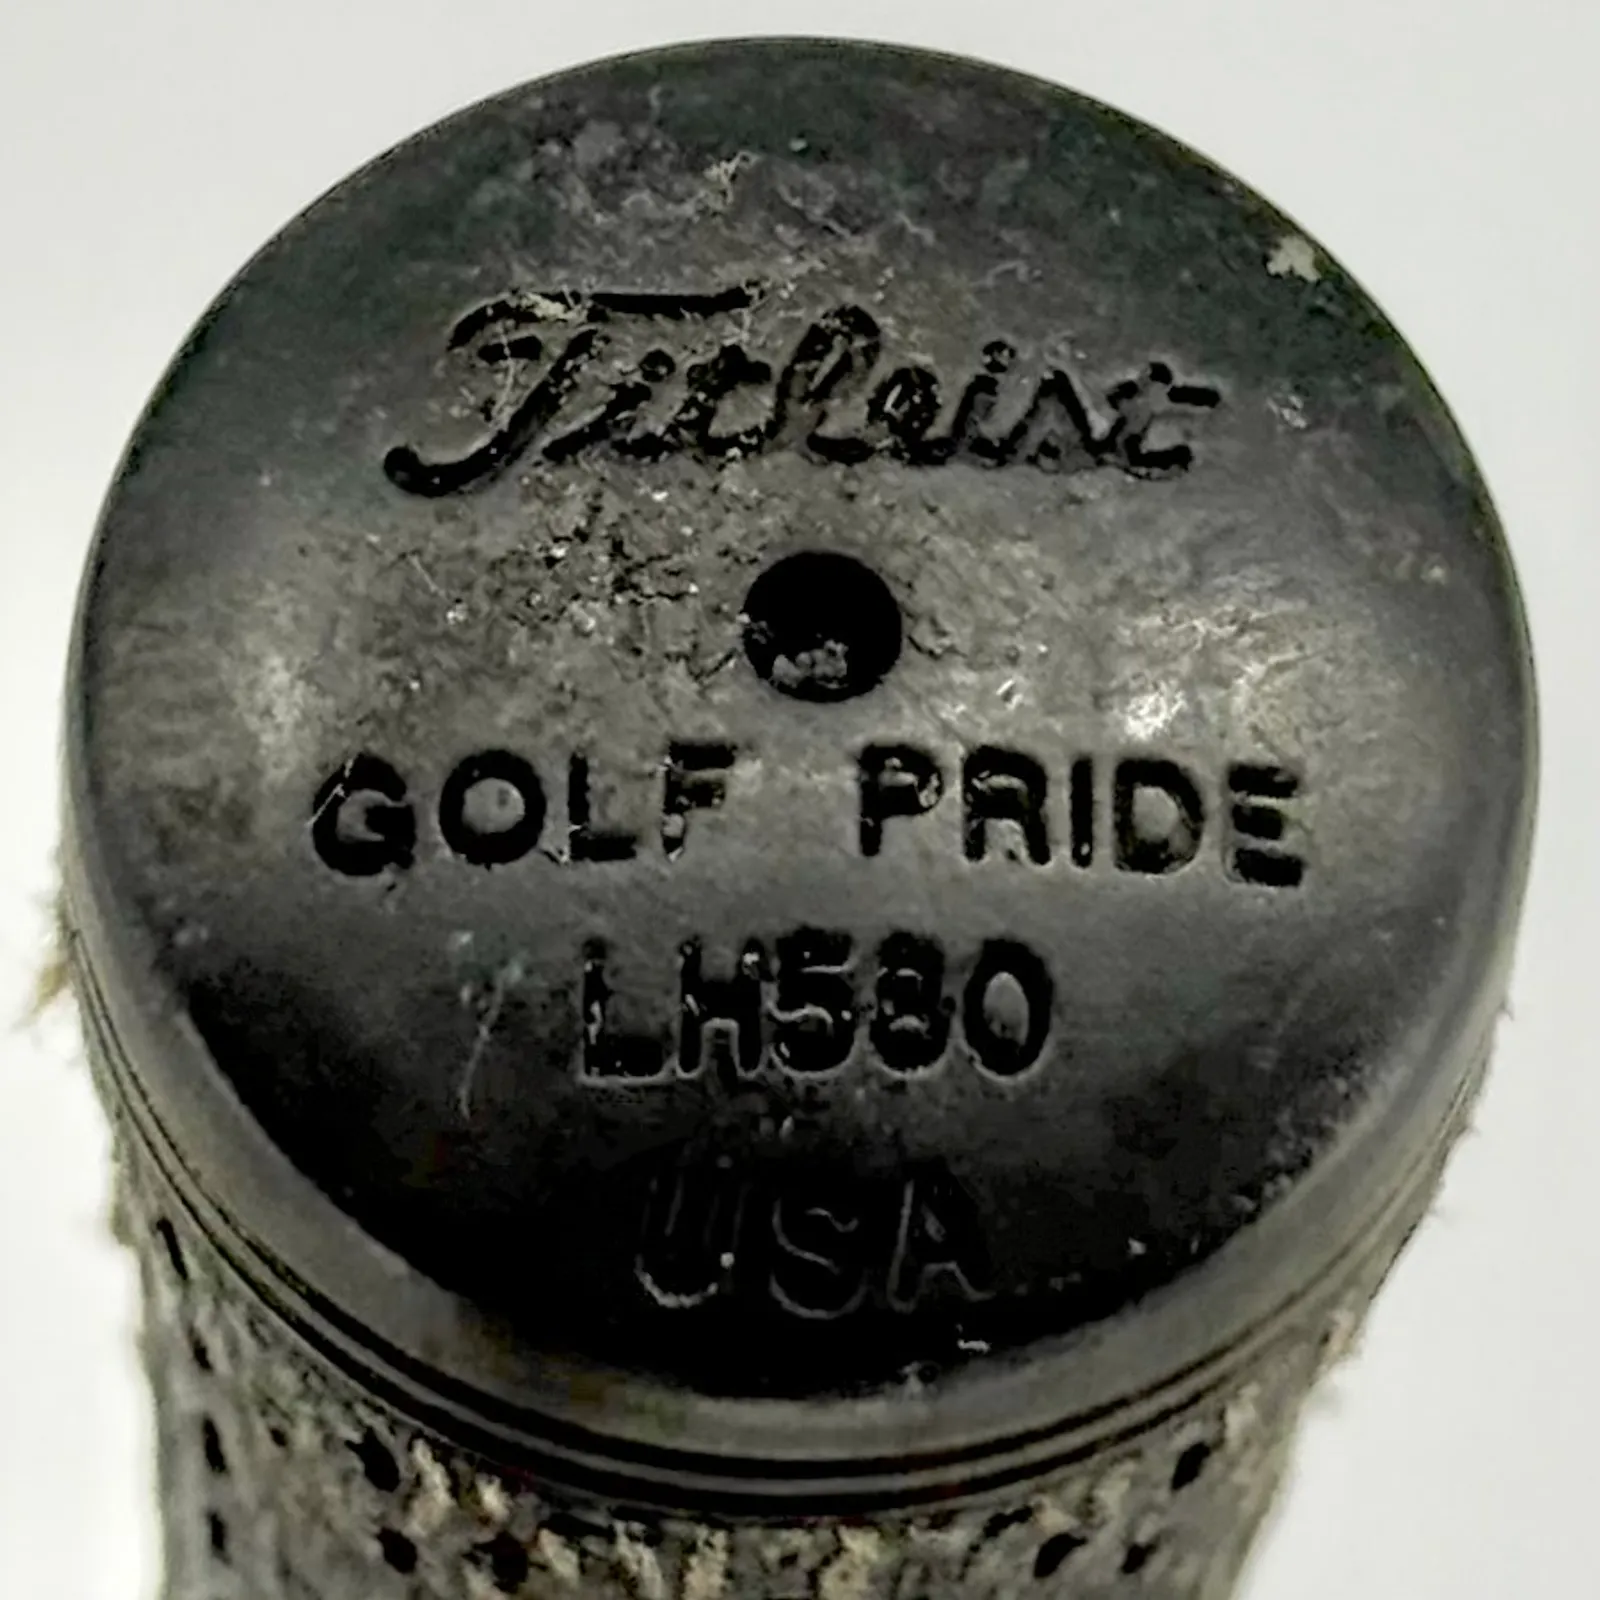 Titleist
GOLF PRIDE
LH580
USA